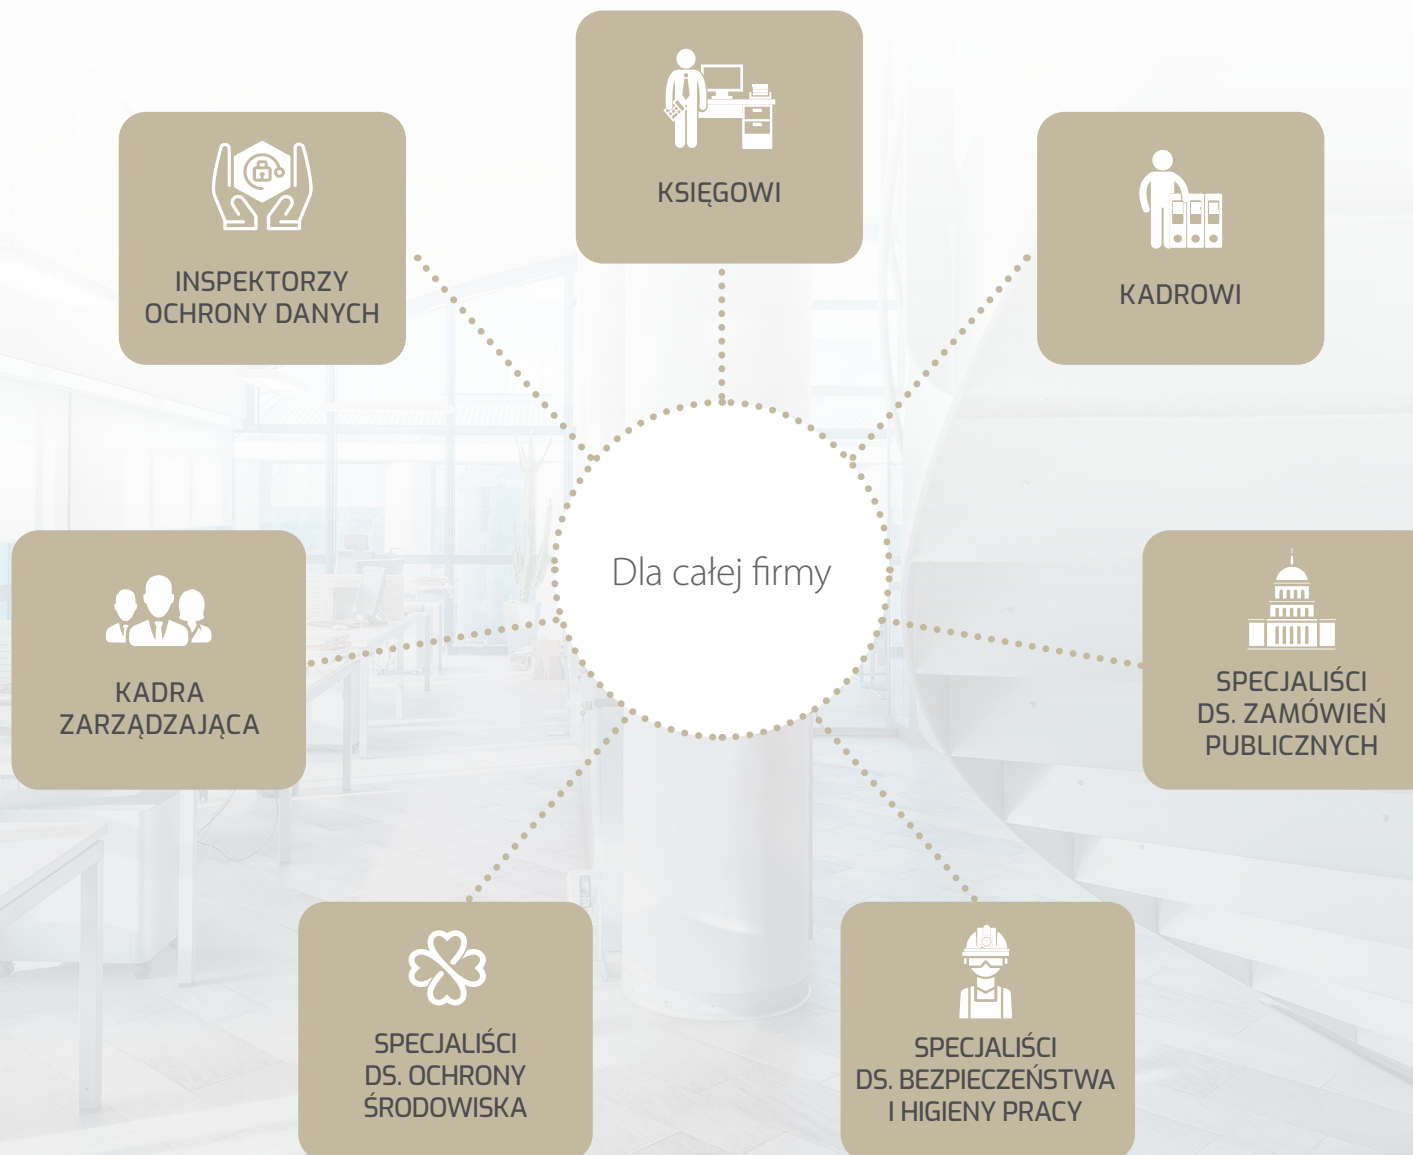 KSIĘGOWI
INSPEKTORZY
OCHRONY DANYCH
KADROWI
Dla całej firmy
KADRA
ZARZĄDZAJĄCA
SPECJALIŚCI
DS. ZAMÓWIEŃ
PUBLICZNYCH
SPECJALIŚCI
DS. OCHRONY
ŚRODOWISKA
SPECJALIŚCI
DS. BEZPIECZEŃSTWA
I HIGIENY PRACY